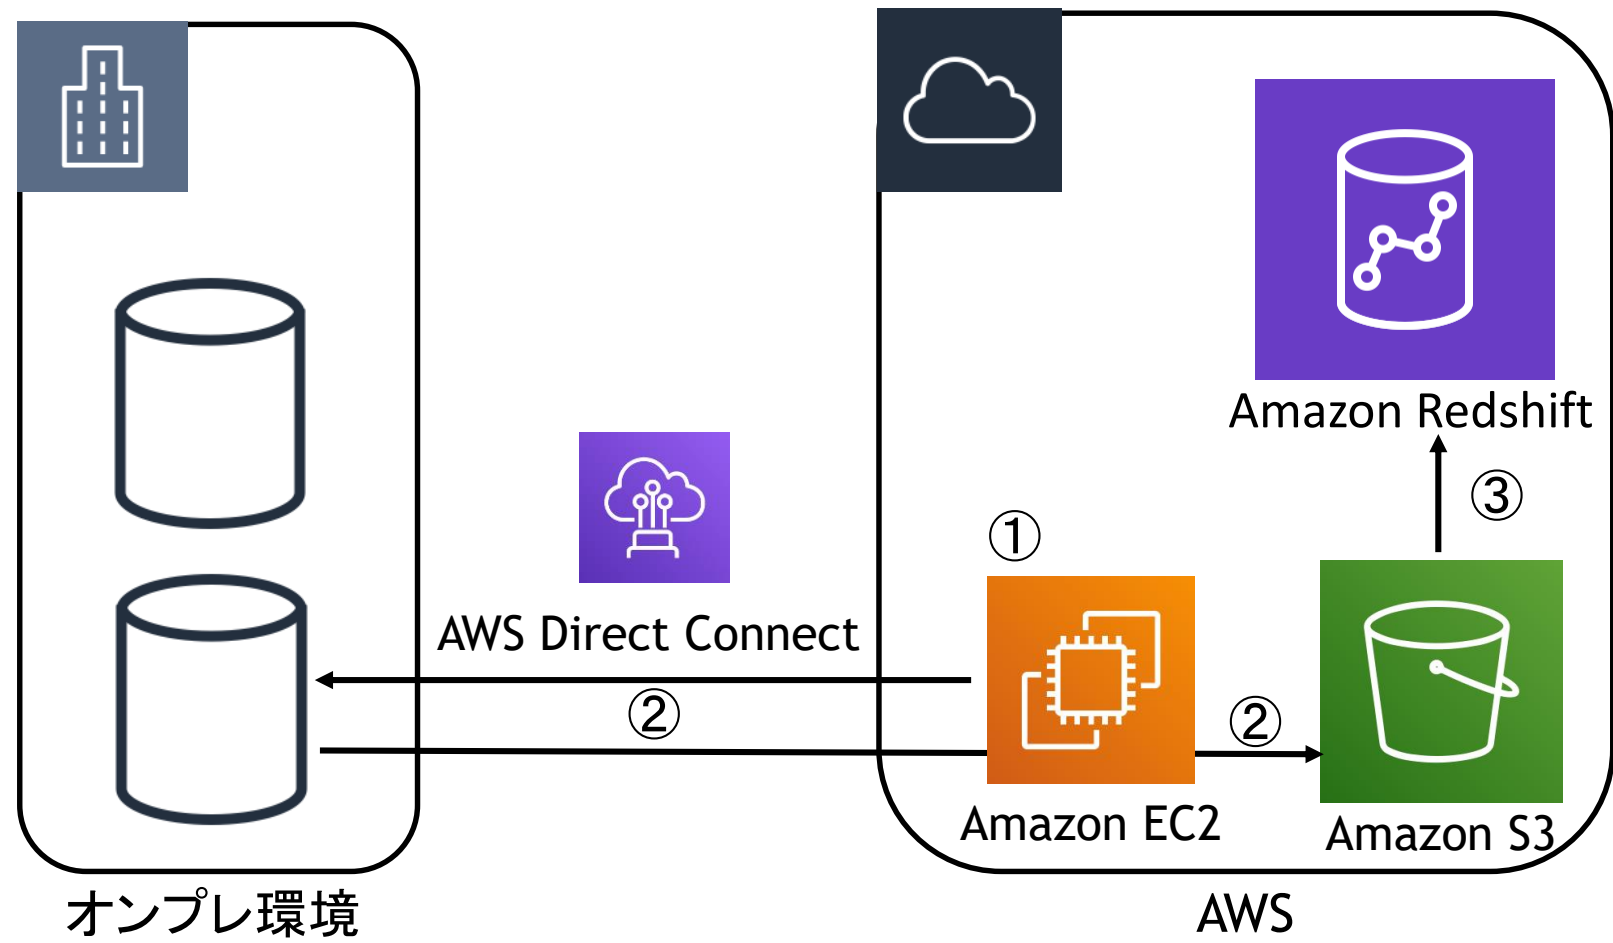 Amazon Redshift
③
①
AWS Direct Connect
②
②
Amazon EC2
Amazon S3
オンプレ環境
AWS